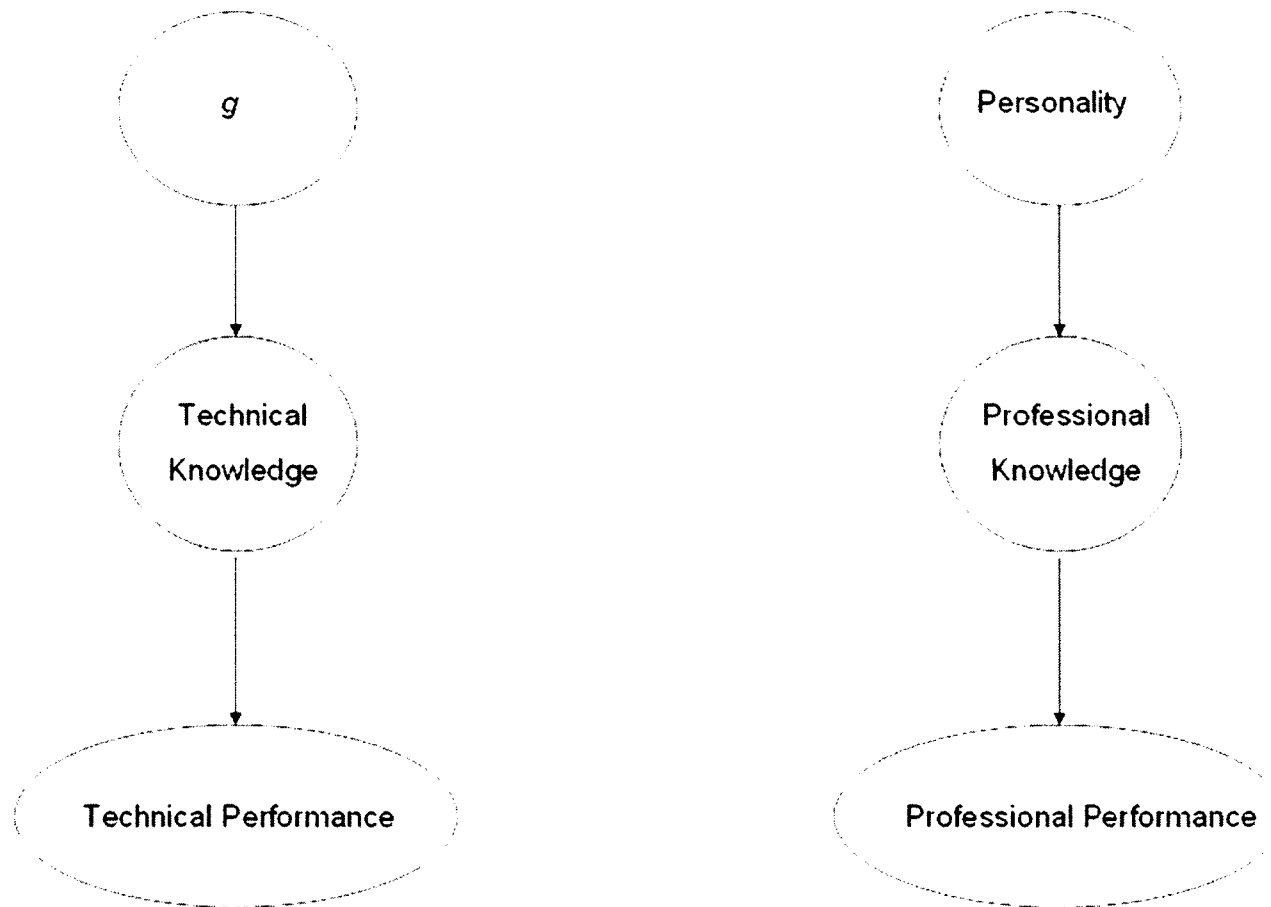 g
Personality
Technical
Knowledge
Professional
Knowledge
Technical Performance
Professional Performance